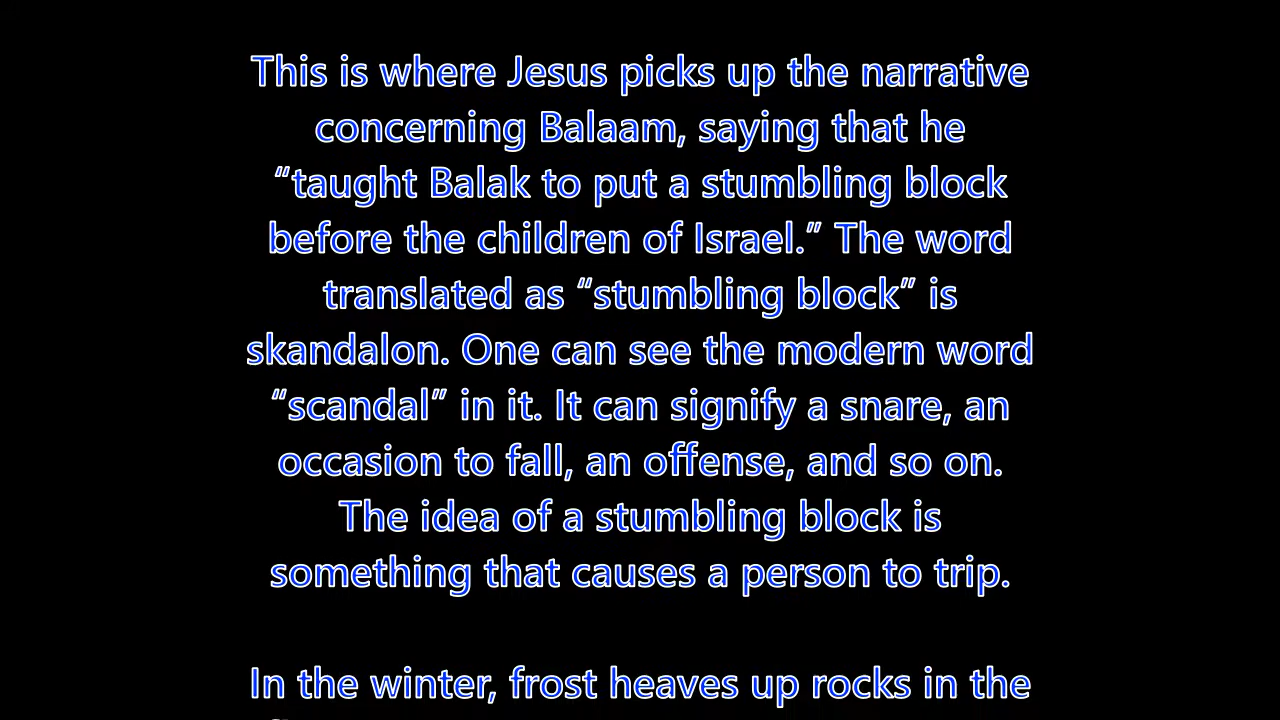 This is where Jesus picks up the narrative
concerning Balaam, saying that he
“taught Balak to put a stumbling block
before the children of Israel.” The word
translated as “stumbling block” is
skandalon. One can see the modern word
“scandal” in it. It can signify a snare, an
occasion to fall, an offense, and so on.
The idea of a stumbling block is
something that causes a person to trip.
In the winter, frost heaves up rocks in the